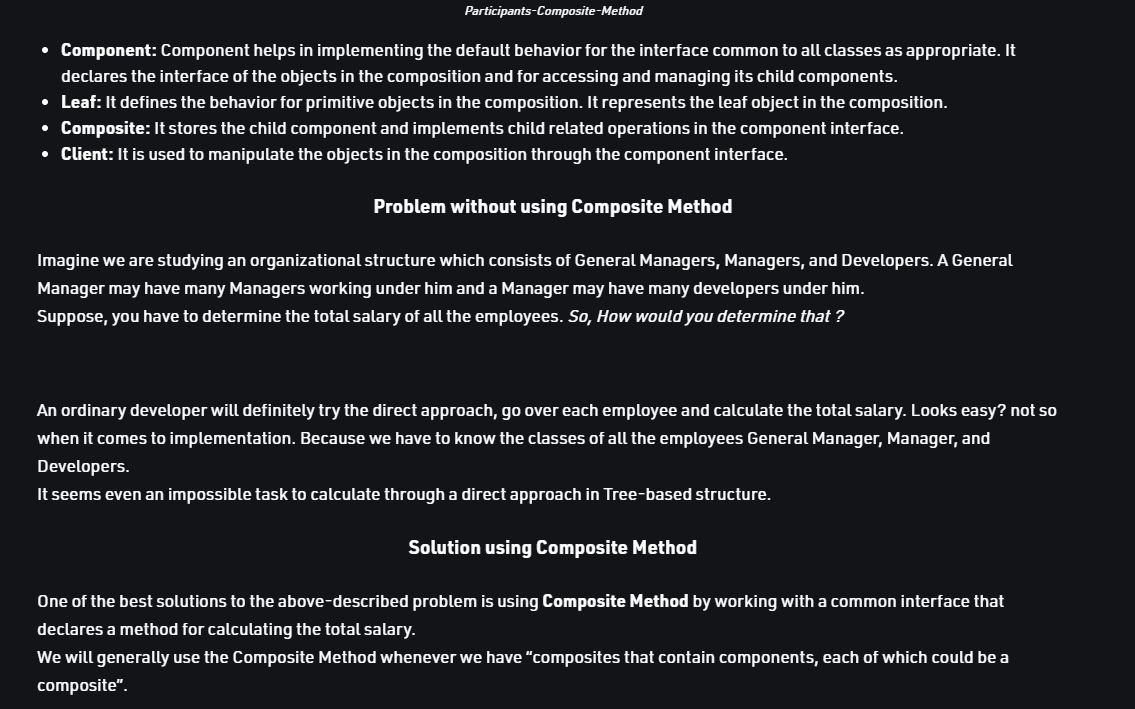 Participants-Composite-Method
• Component: Component helps in implementing the default behavior for the interface common to all classes as appropriate. It
declares the interface of the objects in the composition and for accessing and managing its child components.
• Leaf: It defines the behavior for primitive objects in the composition. It represents the leaf object in the composition.
• Composite: It stores the child component and implements child related operations in the component interface.
• Client: It is used to manipulate the objects in the composition through the component interface.
Problem without using Composite Method
Imagine we are studying an organizational structure which consists of General Managers, Managers, and Developers. A General
Manager may have many Managers working under him and a Manager may have many developers under him.
Suppose, you have to determine the total salary of all the employees. So, How would you determine that ?
An ordinary developer will definitely try the direct approach, go over each employee and calculate the total salary. Looks easy? not so
when it comes to implementation. Because we have to know the classes of all the employees General Manager, Manager, and
Developers.
It seems even an impossible task to calculate through a direct approach in Tree-based structure.
Solution using Composite Method
One of the best solutions to the above-described problem is using Composite Method by working with a common interface that
declares a method for calculating the total salary.
We will generally use the Composite Method whenever we have “composites that contain components, each of which could be a
composite”.